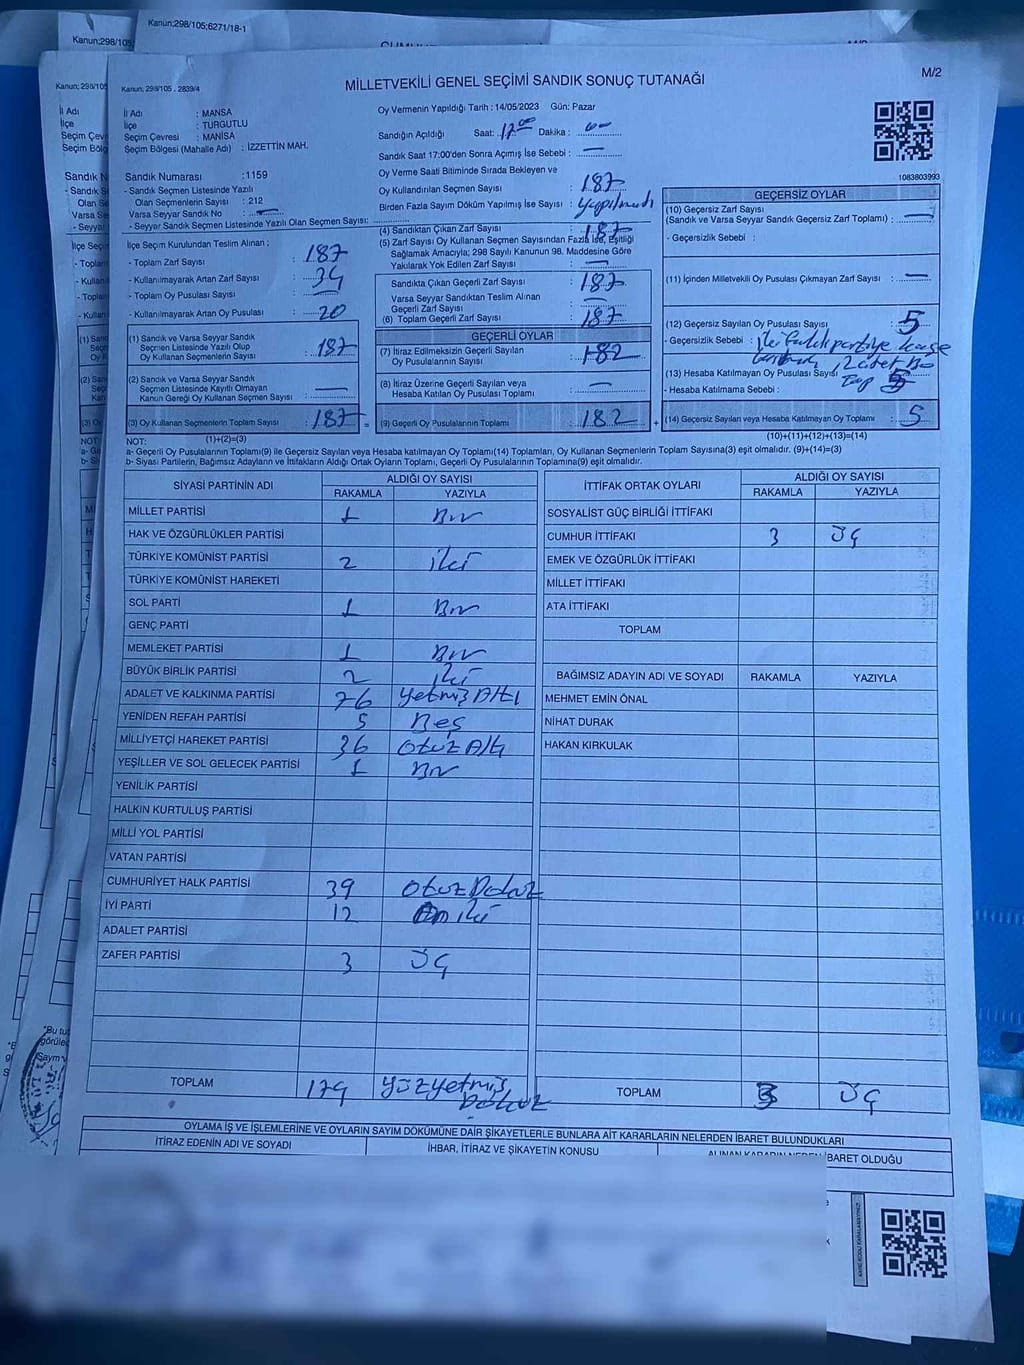 Kanun;298/105;6271/18-1
Kanun;298/105
Kanun; 298/105 . 2839/4
MİLLETVEKİLİ GENEL SEÇİMİ SANDIK SONUÇ TUTANAĞI
M/2
İl Adı : MANİSA
İlçe : TURGUTLU
Seçim Çevresi : MANİSA
Seçim Bölgesi (Mahalle Adı) : İZZETTİN MAH.
Oy Vermenin Yapıldığı Tarih : 14/05/2023 Gün: Pazar
Sandığın Açıldığı Saat: 17:00 Dakika :
Sandık Saat 17:00'den Sonra Açımış İse Sebebi : —
Oy Verme Saati Bitiminde Sırada Bekleyen ve
Oy Kullandırılan Seçmen Sayısı : 187
Birden Fazla Sayım Döküm Yapılmış İse Sayısı : Yapılmadı
1083803993
Sandık Numarası :1159
- Sandık Seçmen Listesinde Yazılı
Olan Seçmenlerin Sayısı : 212
Varsa Seyyar Sandık No : —
- Seyyar Sandık Seçmen Listesinde Yazılı Olan Seçmen Sayısı:
İlçe Seçim Kurulundan Teslim Alınan ;
- Toplam Zarf Sayısı : 187
- Kullanılmayarak Artan Zarf Sayısı : 34
- Toplam Oy Pusulası Sayısı : —
- Kullanılmayarak Artan Oy Pusulası : 20
(4) Sandıktan Çıkan Zarf Sayısı : 187
(5) Zarf Sayısı Oy Kullanan Seçmen Sayısından Fazla İse, Eşitliği
Sağlamak Amacıyla; 298 Sayılı Kanunun 98. Maddesine Göre
Yakılarak Yok Edilen Zarf Sayısı : —
Sandıkta Çıkan Geçerli Zarf Sayısı : 187
Varsa Seyyar Sandıktan Teslim Alınan
Geçerli Zarf Sayısı : —
(6) Toplam Geçerli Zarf Sayısı : 187
GEÇERSİZ OYLAR
(10) Geçersiz Zarf Sayısı
(Sandık ve Varsa Seyyar Sandık Geçersiz Zarf Toplamı) : —
- Geçersizlik Sebebi :
(11) İçinden Milletvekili Oy Pusulası Çıkmayan Zarf Sayısı : —
(12) Geçersiz Sayılan Oy Pusulası Sayısı : 5
- Geçersizlik Sebebi : iki farklı partiye kaşe
2 adet Boş
(13) Hesaba Katılmayan Oy Pusulası Sayısı
- Hesaba Katılmama Sebebi :
(14) Geçersiz Sayılan veya Hesaba Katılmayan Oy Toplamı : 5
(10)+(11)+(12)+(13)=(14)
(1) Sandık ve Varsa Seyyar Sandık
Seçmen Listesinde Yazılı Olup
Oy Kullanan Seçmenlerin Sayısı : 187
(2) Sandık ve Varsa Seyyar Sandık
Seçmen Listesinde Kayıtlı Olmayan
Kanun Gereği Oy Kullanan Seçmen Sayısı : —
(3) Oy Kullanan Seçmenlerin Toplam Sayısı : 187 =
(1)+(2)=(3)
GEÇERLİ OYLAR
(7) İtiraz Edilmeksizin Geçerli Sayılan
Oy Pusulalarının Sayısı : 182
(8) İtiraz Üzerine Geçerli Sayılan veya
Hesaba Katılan Oy Pusulası Toplamı : —
(9) Geçerli Oy Pusulalarının Toplamı : 182 +
NOT:
a- Geçerli Oy Pusulalarının Toplamı(9) ile Geçersiz Sayılan veya Hesaba katılmayan Oy Toplamı(14) Toplamları, Oy Kullanan Seçmenlerin Toplam Sayısına(3) eşit olmalıdır. (9)+(14)=(3)
b- Siyasi Partilerin, Bağımsız Adayların ve İttifakların Aldığı Ortak Oyların Toplamı, Geçerli Oy Pusulalarının Toplamına(9) eşit olmalıdır.
SİYASİ PARTİNİN ADI ALDIĞI OY SAYISI
RAKAMLA YAZIYLA
MİLLET PARTİSİ 1 Bir
HAK VE ÖZGÜRLÜKLER PARTİSİ
TÜRKİYE KOMÜNİST PARTİSİ 2 iki
TÜRKİYE KOMÜNİST HAREKETİ
SOL PARTİ 1 Bir
GENÇ PARTİ
MEMLEKET PARTİSİ 1 Bir
BÜYÜK BİRLİK PARTİSİ 2 iki
ADALET VE KALKINMA PARTİSİ 76 Yetmiş Altı
YENİDEN REFAH PARTİSİ 5 Beş
MİLLİYETÇİ HAREKET PARTİSİ 36 Otuz Altı
YEŞİLLER VE SOL GELECEK PARTİSİ 1 Bir
YENİLİK PARTİSİ
HALKIN KURTULUŞ PARTİSİ
MİLLİ YOL PARTİSİ
VATAN PARTİSİ
CUMHURİYET HALK PARTİSİ 39 Otuz Dokuz
İYİ PARTİ 12 On iki
ADALET PARTİSİ
ZAFER PARTİSİ 3 Üç
TOPLAM 179 Yüzyetmiş Dokuz
İTTİFAK ORTAK OYLARI ALDIĞI OY SAYISI
RAKAMLA YAZIYLA
SOSYALİST GÜÇ BİRLİĞİ İTTİFAKI
CUMHUR İTTİFAKI 3 Üç
EMEK VE ÖZGÜRLÜK İTTİFAKI
MİLLET İTTİFAKI
ATA İTTİFAKI
TOPLAM
BAĞIMSIZ ADAYIN ADI VE SOYADI RAKAMLA YAZIYLA
MEHMET EMİN ÖNAL
NİHAT DURAK
HAKAN KIRKULAK
TOPLAM 3 Üç
OYLAMA İŞ VE İŞLEMLERİNE VE OYLARIN SAYIM DÖKÜMÜNE DAİR ŞİKAYETLERLE BUNLARA AİT KARARLARIN NELERDEN İBARET BULUNDUKLARI
İTİRAZ EDENİN ADI VE SOYADI İHBAR, İTİRAZ VE ŞİKAYETİN KONUSU ALINAN KARARIN NEDEN İBARET OLDUĞU